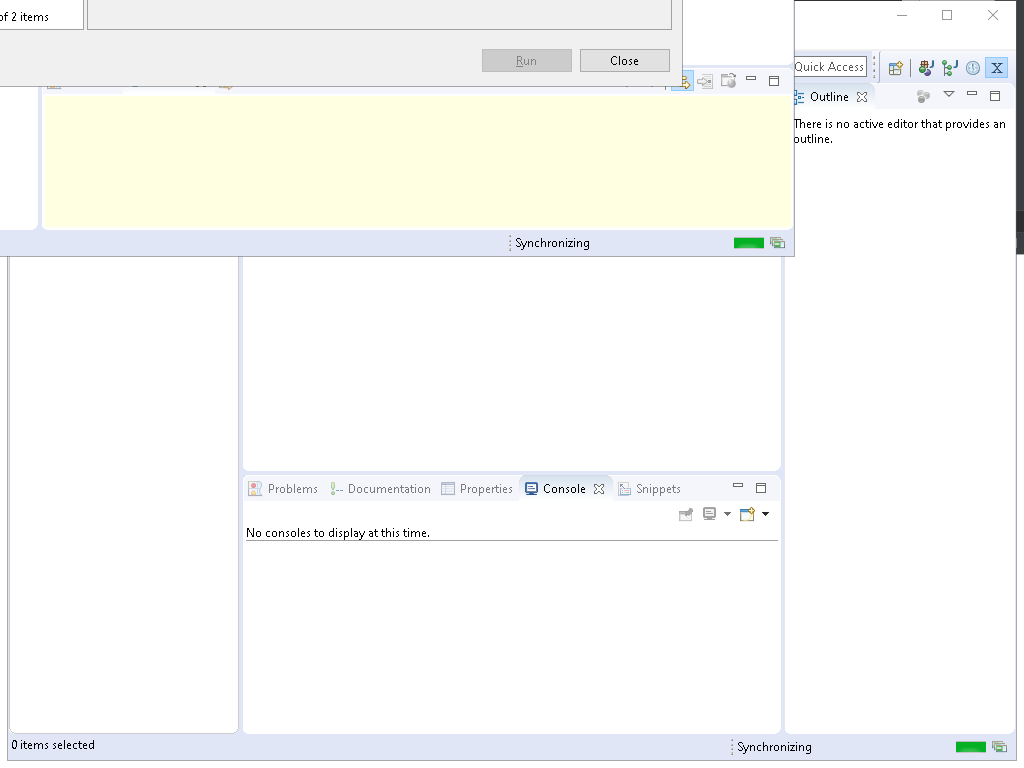 of 2 items
Run
Close
Quick Access
Outline
There is no active editor that provides an
outline.
Synchronizing
Problems
Documentation
Properties
Console
Snippets
No consoles to display at this time.
0 items selected
Synchronizing